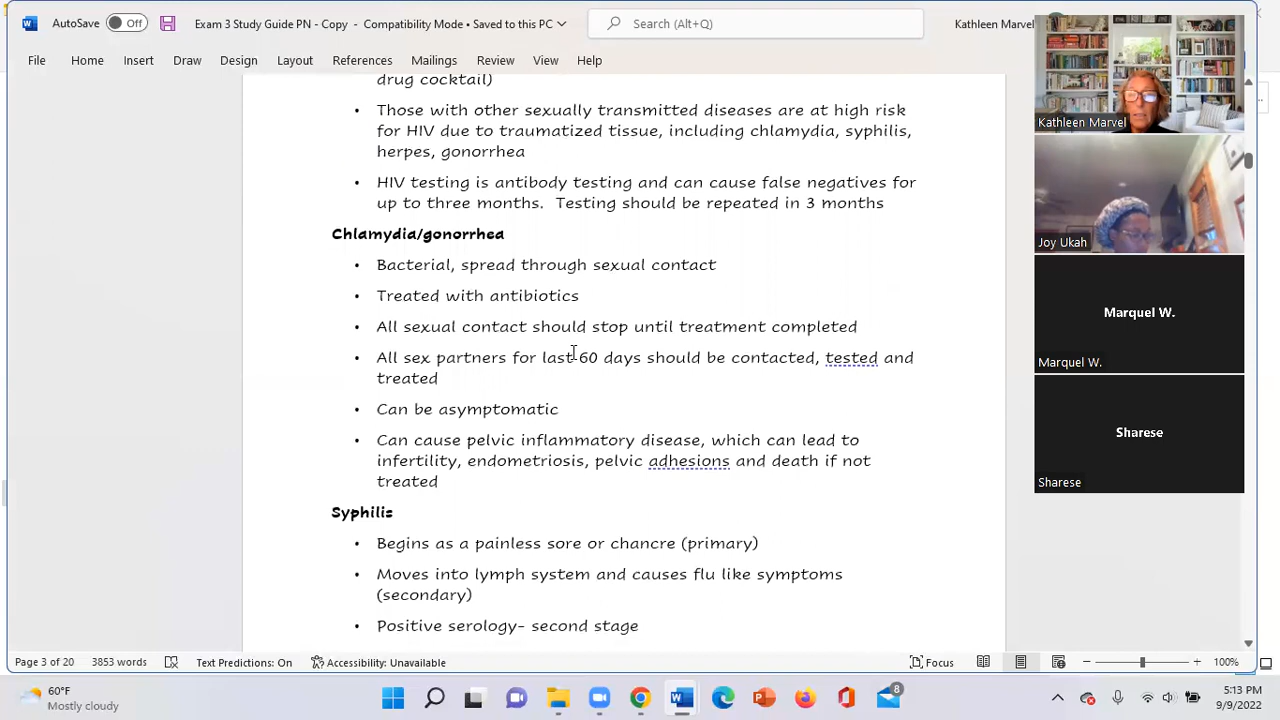 AutoSave Off Exam 3 Study Guide PN - Copy - Compatibility Mode • Saved to this PC Search (Alt+Q) Kathleen Marvel
File Home Insert Draw Design Layout References Mailings Review View Help
drug cocktail)
• Those with other sexually transmitted diseases are at high risk
for HIV due to traumatized tissue, including chlamydia, syphilis,
herpes, gonorrhea
• HIV testing is antibody testing and can cause false negatives for
up to three months. Testing should be repeated in 3 months
Chlamydia/gonorrhea
• Bacterial, spread through sexual contact
• Treated with antibiotics
• All sexual contact should stop until treatment completed
• All sex partners for last 60 days should be contacted, tested and
treated
• Can be asymptomatic
• Can cause pelvic inflammatory disease, which can lead to
infertility, endometriosis, pelvic adhesions and death if not
treated
Syphilis
• Begins as a painless sore or chancre (primary)
• Moves into lymph system and causes flu like symptoms
(secondary)
• Positive serology- second stage
Kathleen Marvel
Joy Ukah
Marquel W.
Marquel W.
Sharese
Sharese
Page 3 of 20 3853 words Text Predictions: On Accessibility: Unavailable Focus 100%
60°F
Mostly cloudy
8
5:13 PM
9/9/2022